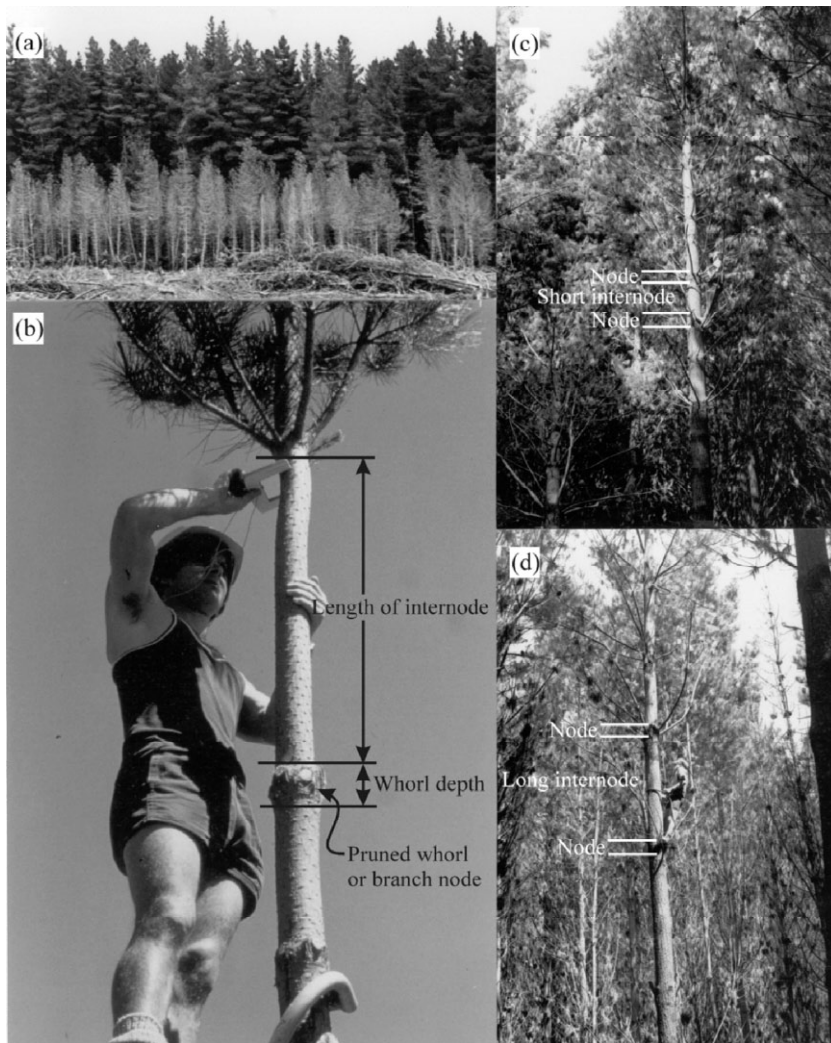 (a)
(b)
Length of internode
Whorl depth
Pruned whorl
or branch node
(c)
Node
Short internode
Node
(d)
Node
Long internode
Node